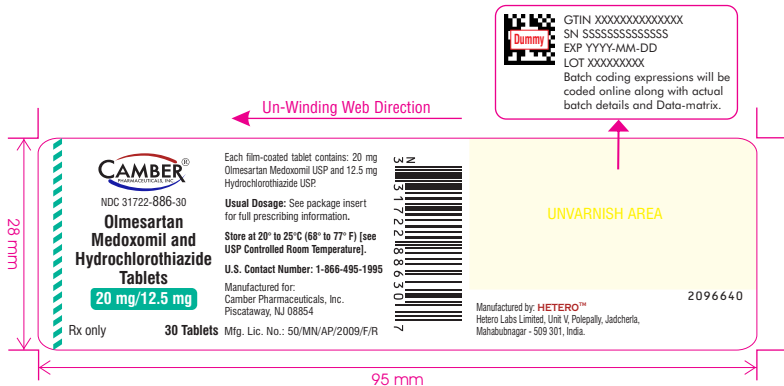 Dummy
GTIN XXXXXXXXXXXXXX
SN SSSSSSSSSSSSSS
EXP YYYY-MM-DD
LOT XXXXXXXXX
Batch coding expressions will be
coded online along with actual
batch details and Data-matrix.
Un-Winding Web Direction
28 mm
CAMBER®
PHARMACEUTICALS, INC.
NDC 31722-886-30
Olmesartan
Medoxomil and
Hydrochlorothiazide
Tablets
20 mg/12.5 mg
Rx only 30 Tablets
Each film-coated tablet contains: 20 mg
Olmesartan Medoxomil USP and 12.5 mg
Hydrochlorothiazide USP.
Usual Dosage: See package insert
for full prescribing information.
Store at 20° to 25°C (68° to 77° F) [see
USP Controlled Room Temperature].
U.S. Contact Number: 1-866-495-1995
Manufactured for:
Camber Pharmaceuticals, Inc.
Piscataway, NJ 08854
Mfg. Lic. No.: 50/MN/AP/2009/F/R
N
3 31722 88630 7
UNVARNISH AREA
2096640
Manufactured by: HETERO™
Hetero Labs Limited, Unit V, Polepally, Jadcherla,
Mahabubnagar - 509 301, India.
95 mm